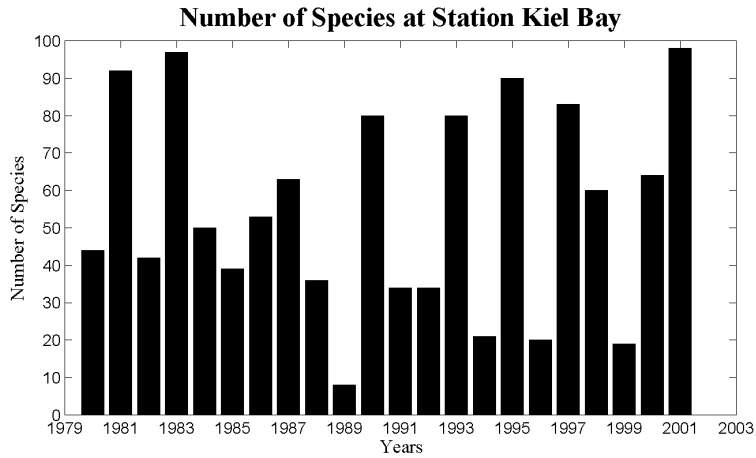 Number of Species at Station Kiel Bay
100
90
80
70
60
50
40
30
20
10
0
Number of Species
1979 1981 1983 1985 1987 1989 1991 1993 1995 1997 1999 2001 2003
Years